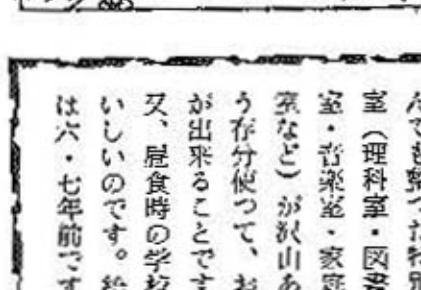 んでも整つた特別
室（理科室・図書
室・音楽室・家庭
室など）が沢山あ
う存分使つて、お
が出来ることです
又、昼食時の学校
いしいのです。給
は六・七年前です